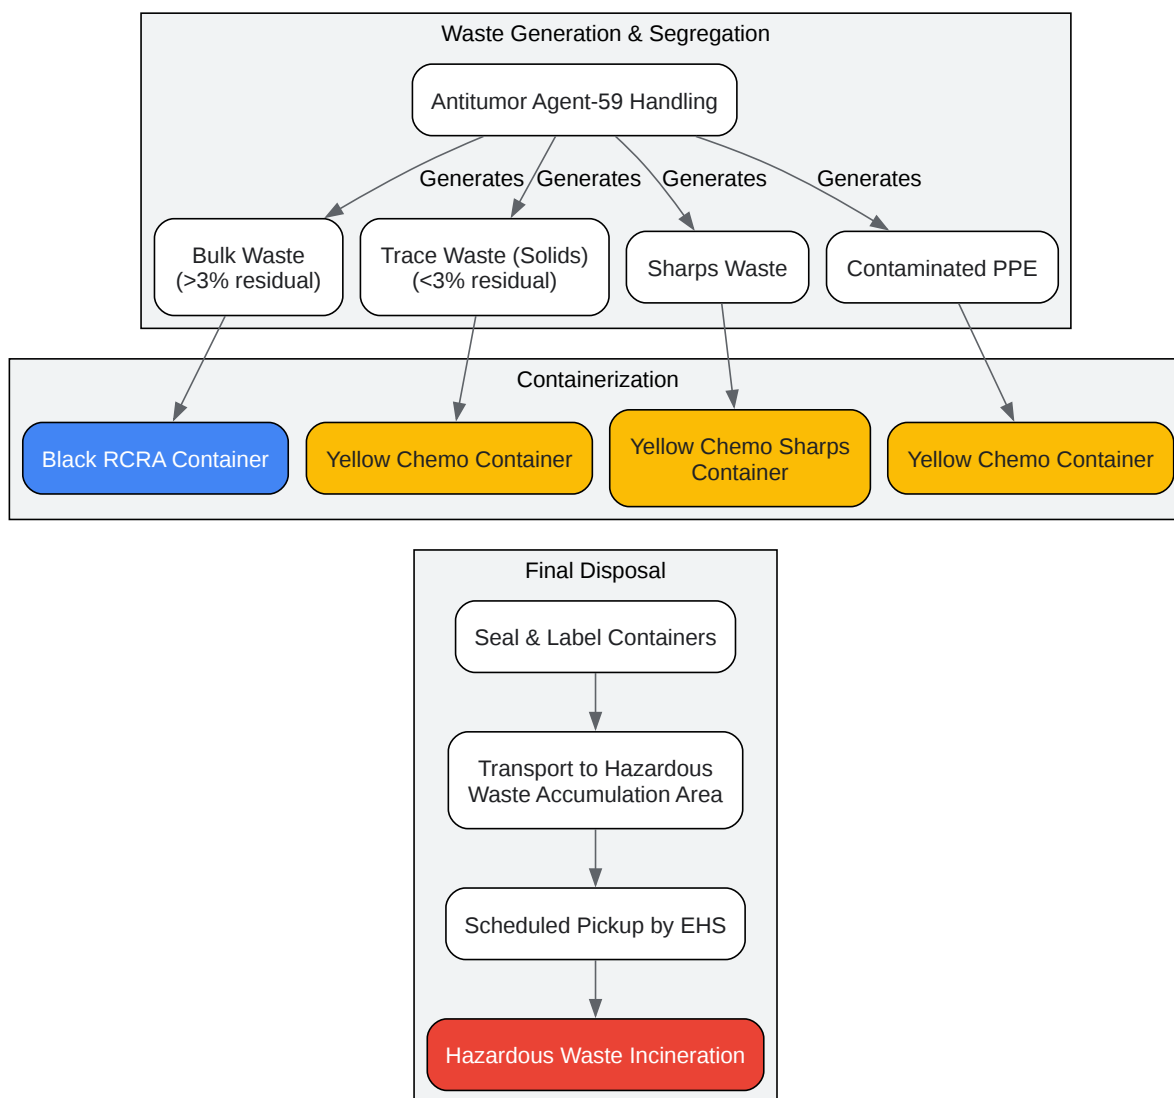 Waste Generation & Segregation
Antitumor Agent-59 Handling
Generates
Generates
Generates
Generates
Bulk Waste
(>3% residual)
Trace Waste (Solids)
(<3% residual)
Sharps Waste
Contaminated PPE
Containerization
Black RCRA Container
Yellow Chemo Container
Yellow Chemo Sharps
Container
Yellow Chemo Container
Final Disposal
Seal & Label Containers
Transport to Hazardous
Waste Accumulation Area
Scheduled Pickup by EHS
Hazardous Waste Incineration